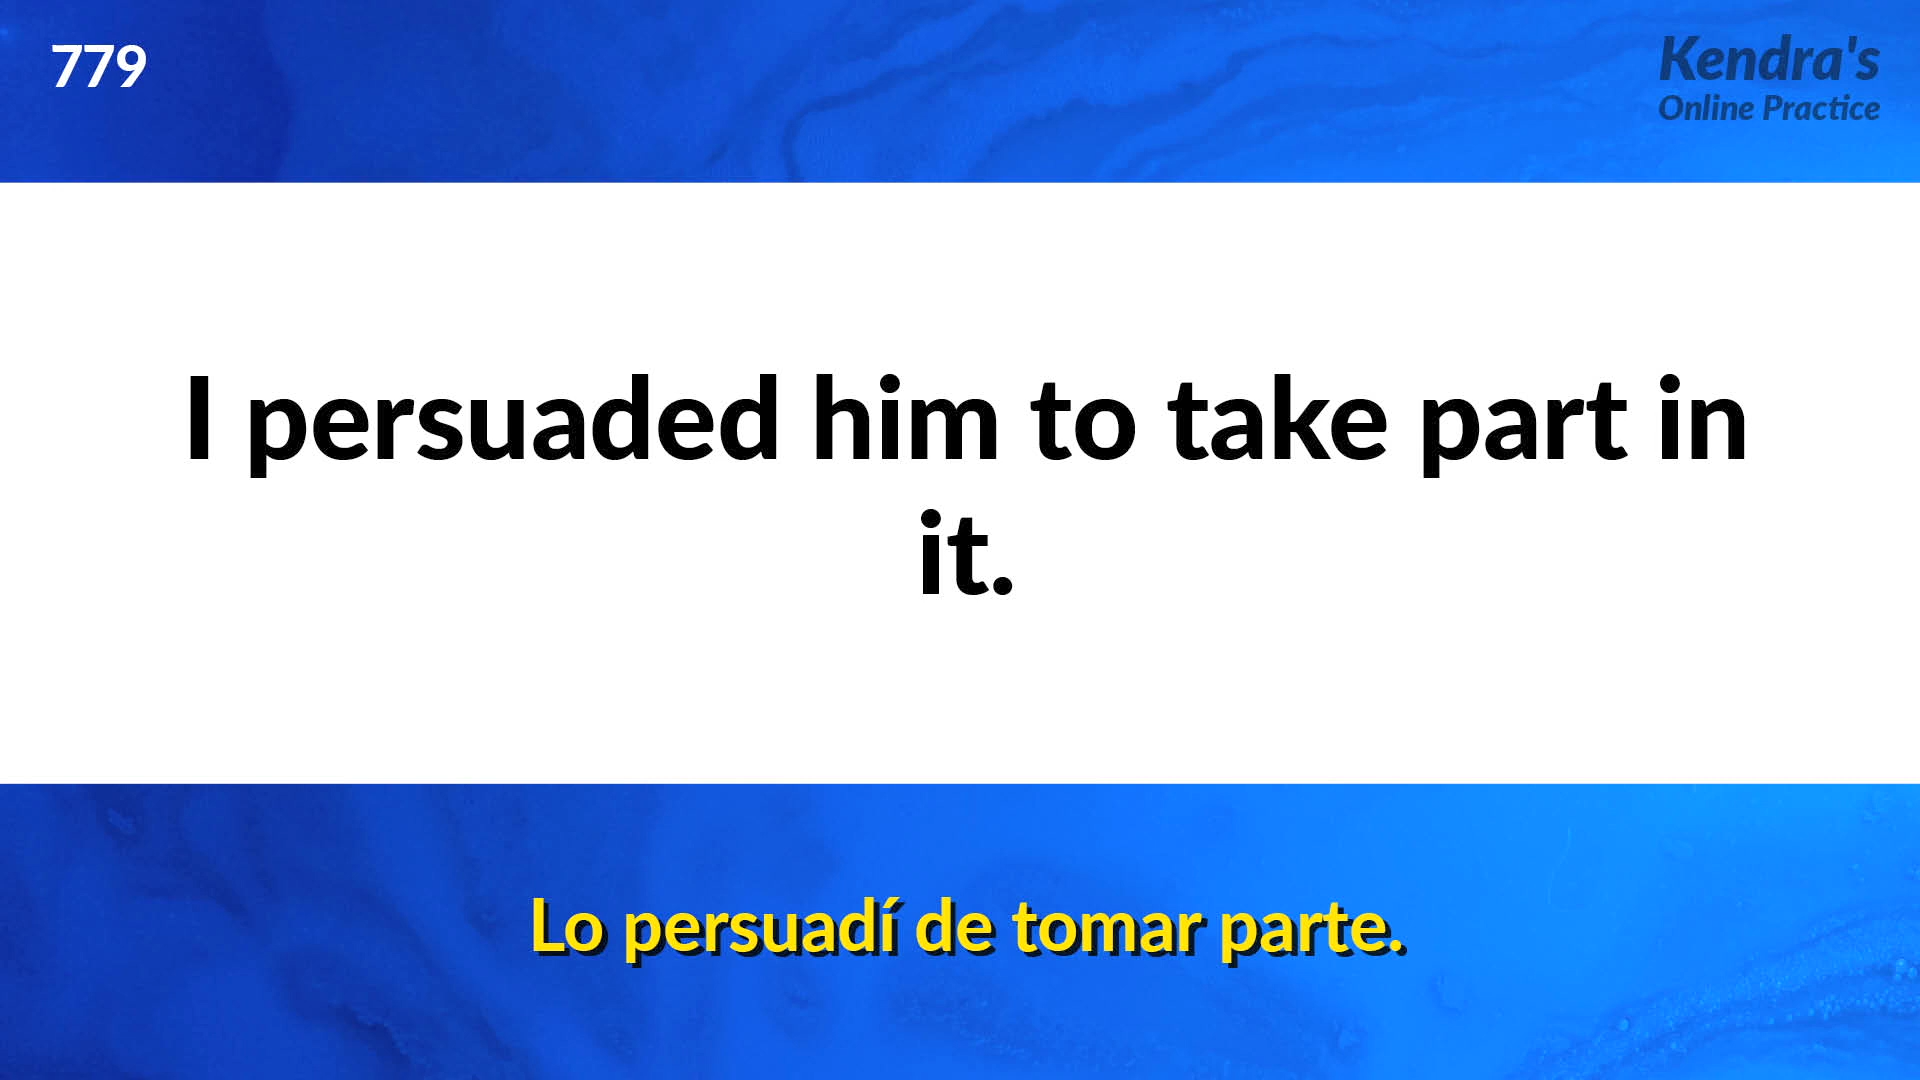 779
Kendra's
Online Practice
I persuaded him to take part in
it.
Lo persuadí de tomar parte.